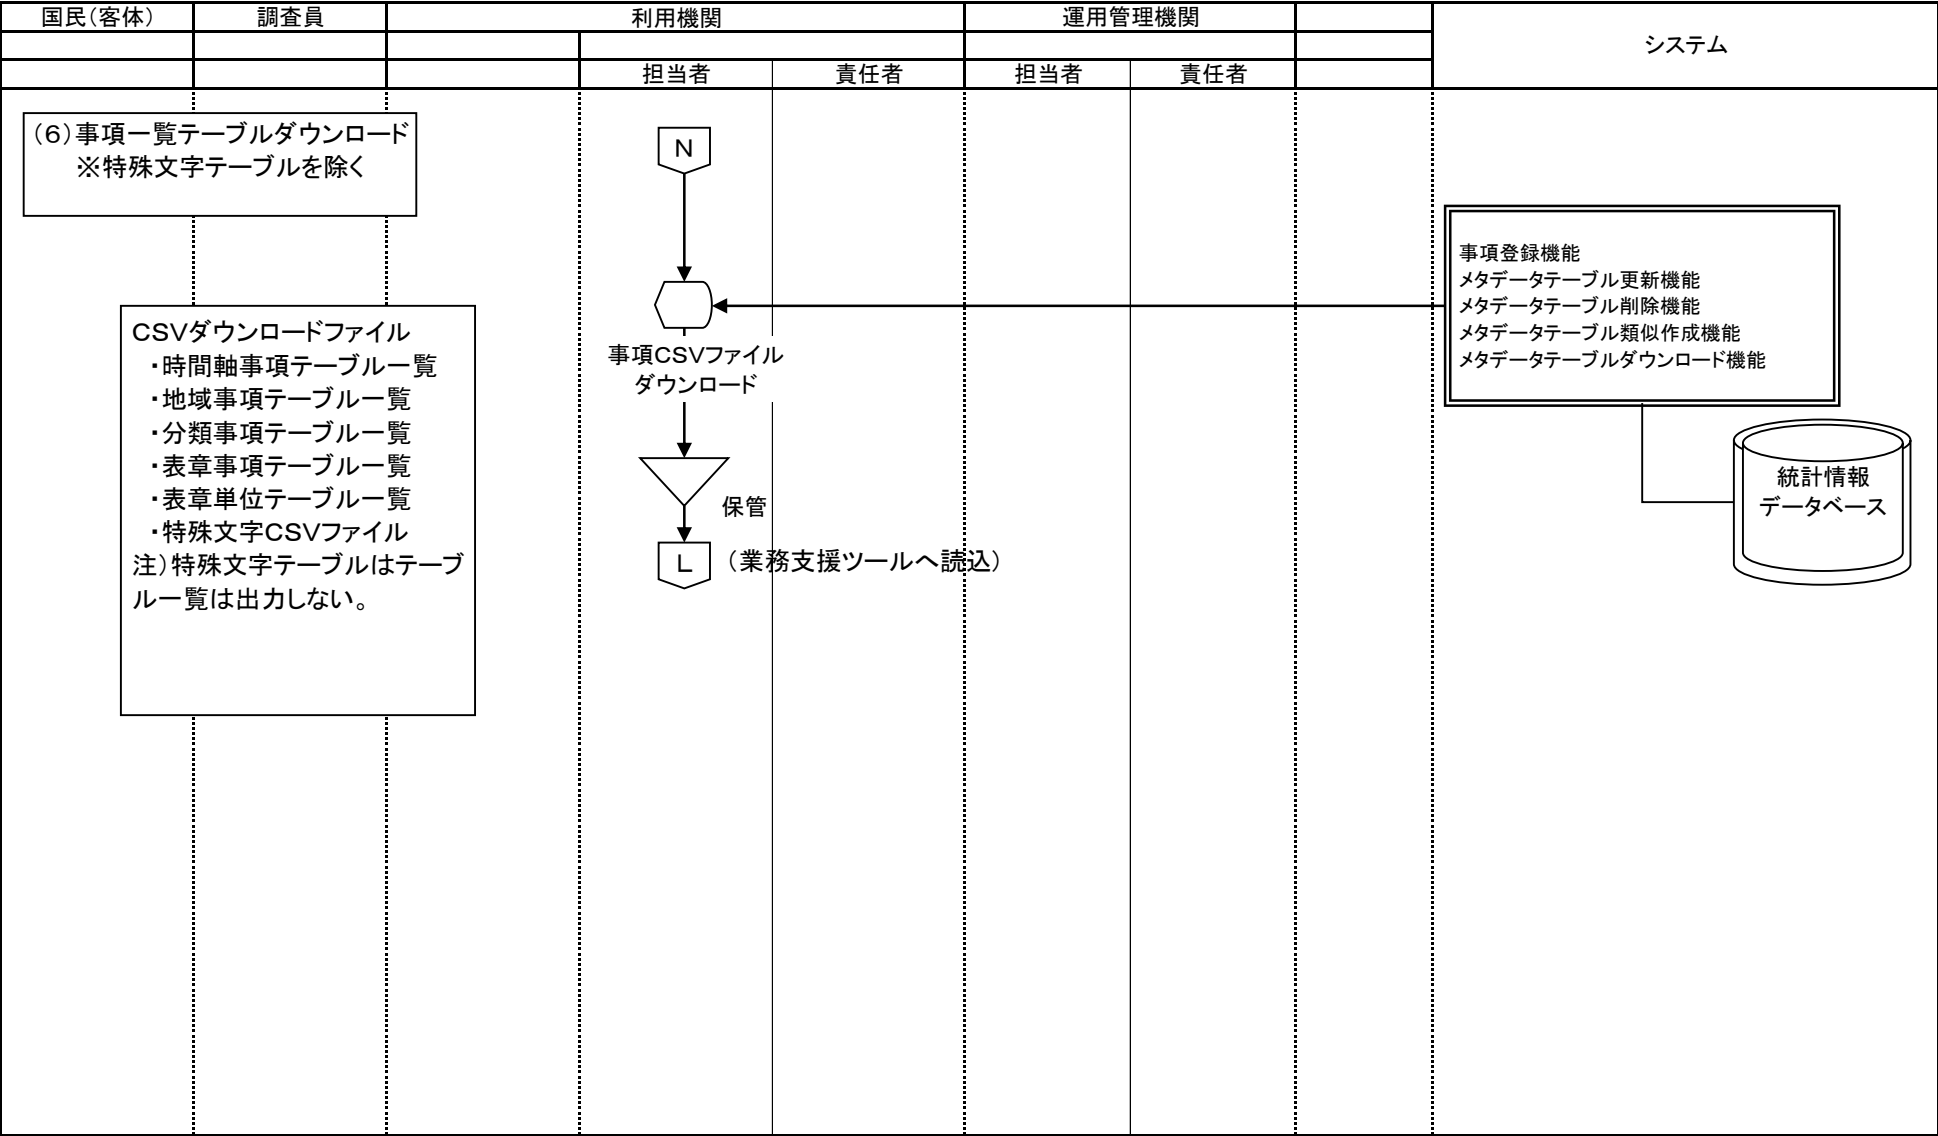 国民(客体)
調査員
利用機関
運用管理機関
システム
担当者
責任者
担当者
責任者
(6)事項一覧テーブルダウンロード
※特殊文字テーブルを除く
N
事項登録機能
メタデータテーブル更新機能
メタデータテーブル削除機能
メタデータテーブル類似作成機能
メタデータテーブルダウンロード機能
CSVダウンロードファイル
・時間軸事項テーブル一覧
・地域事項テーブル一覧
・分類事項テーブル一覧
・表章事項テーブル一覧
・表章単位テーブル一覧
・特殊文字CSVファイル
注)特殊文字テーブルはテーブ
ル一覧は出力しない。
事項CSVファイル
ダウンロード
保管
L
(業務支援ツールへ読込)
統計情報
データベース